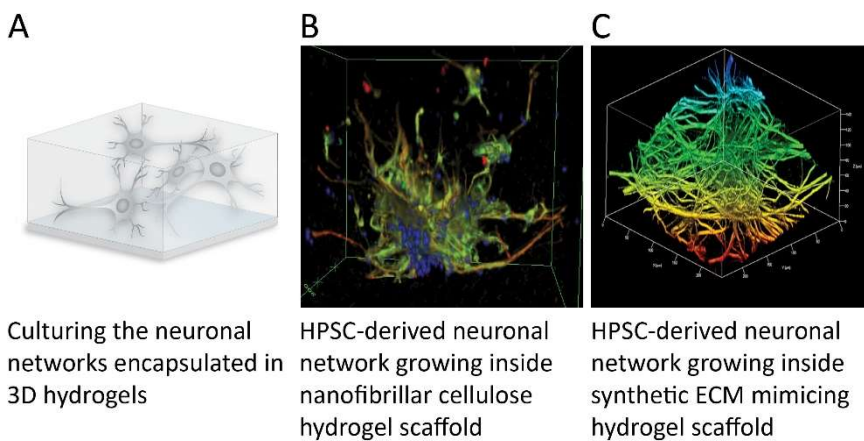 A
B
C
Culturing the neuronal
networks encapsulated in
3D hydrogels
HPSC-derived neuronal
network growing inside
nanofibrillar cellulose
hydrogel scaffold
HPSC-derived neuronal
network growing inside
synthetic ECM mimicing
hydrogel scaffold